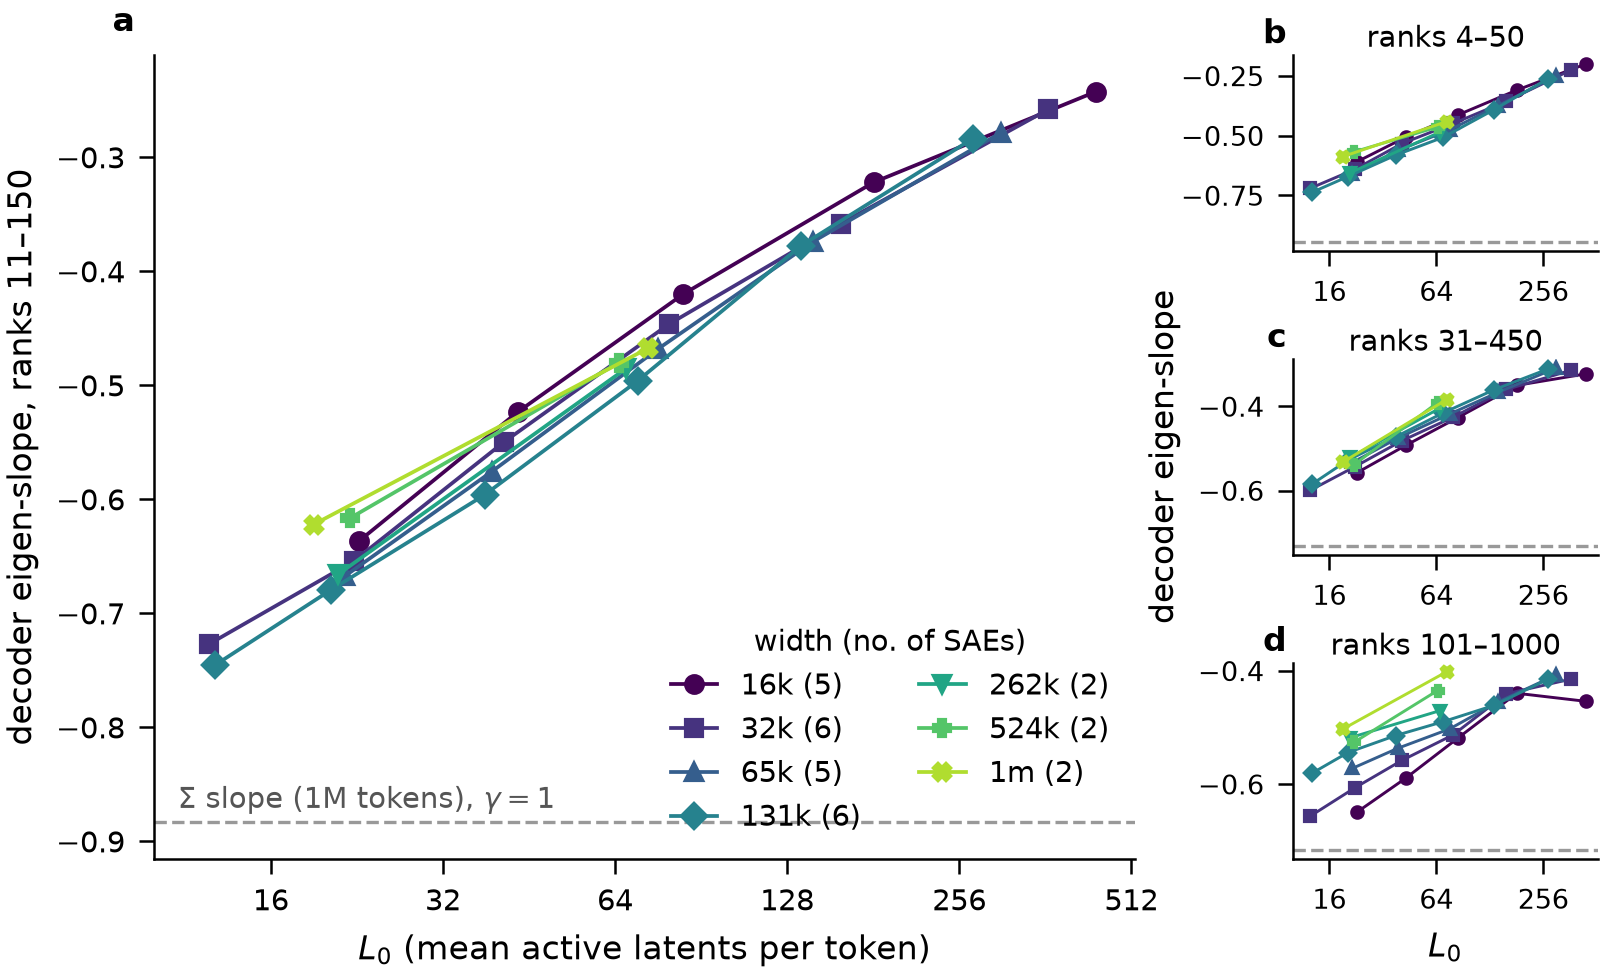 a
decoder eigen-slope, ranks 11–150
−0.3
−0.4
−0.5
−0.6
−0.7
−0.8
−0.9
16
32
64
128
256
512
L₀ (mean active latents per token)
Σ slope (1M tokens), γ = 1
width (no. of SAEs)
16k (5)
32k (6)
65k (5)
131k (6)
262k (2)
524k (2)
1m (2)
decoder eigen-slope
b
ranks 4–50
−0.25
−0.50
−0.75
16
64
256
c
ranks 31–450
−0.4
−0.6
16
64
256
d
ranks 101–1000
−0.4
−0.6
16
64
256
L₀